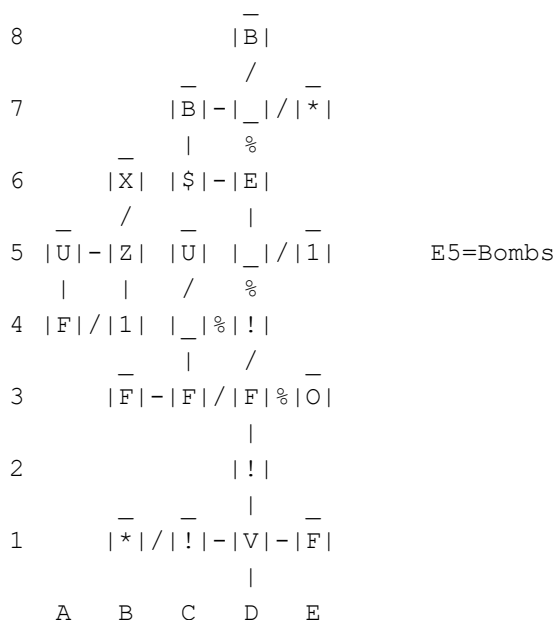 _
8 |B|
/
_ _
7 |B|-|_|/|*|
_ | %
6 |X| |$|-|E|
_ / _ | _
5 |U|-|Z| |U| |_|/|1| E5=Bombs
| | / %
4 |F|/|1| |_|%|!|
_ | / _
3 |F|-|F|/|F|%|O|
|
2 |!|
_ _ | _
1 |*|/|!|-|V|-|F|
|
A B C D E